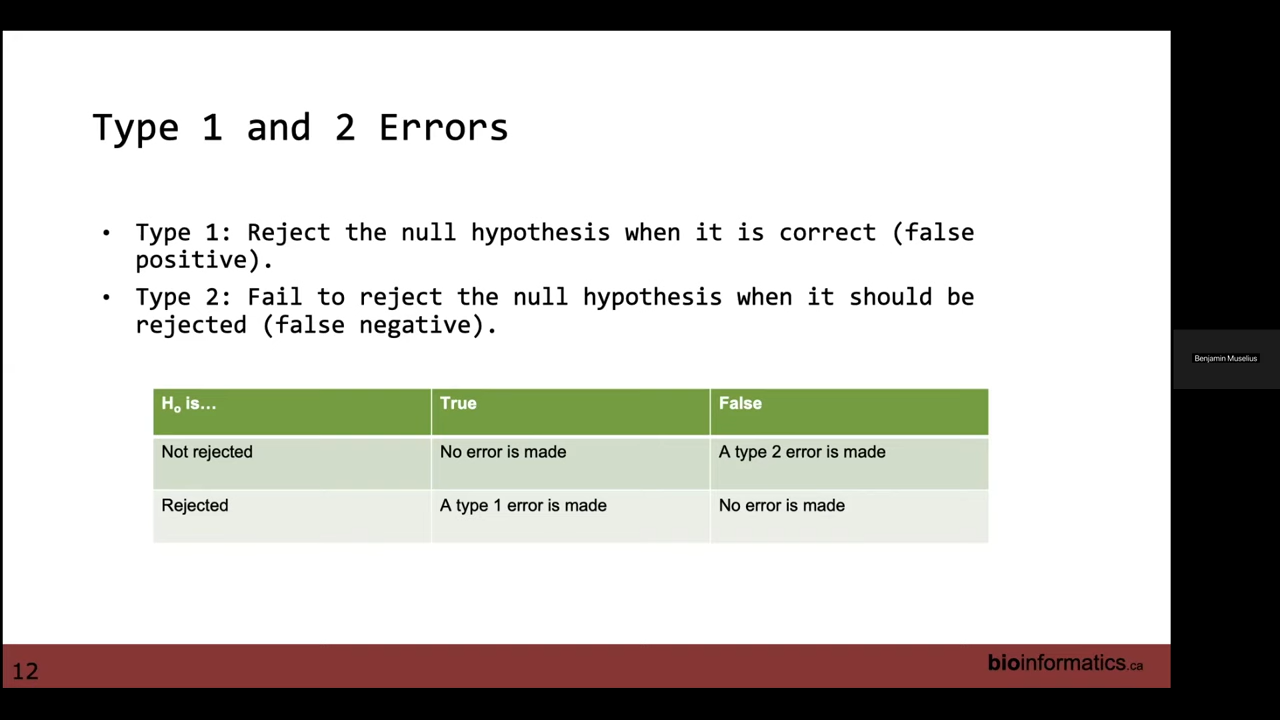 Type 1 and 2 Errors
• Type 1: Reject the null hypothesis when it is correct (false
positive).
• Type 2: Fail to reject the null hypothesis when it should be
rejected (false negative).
Ho is… True False
Not rejected No error is made A type 2 error is made
Rejected A type 1 error is made No error is made
Benjamin Muselius
12
bioinformatics.ca